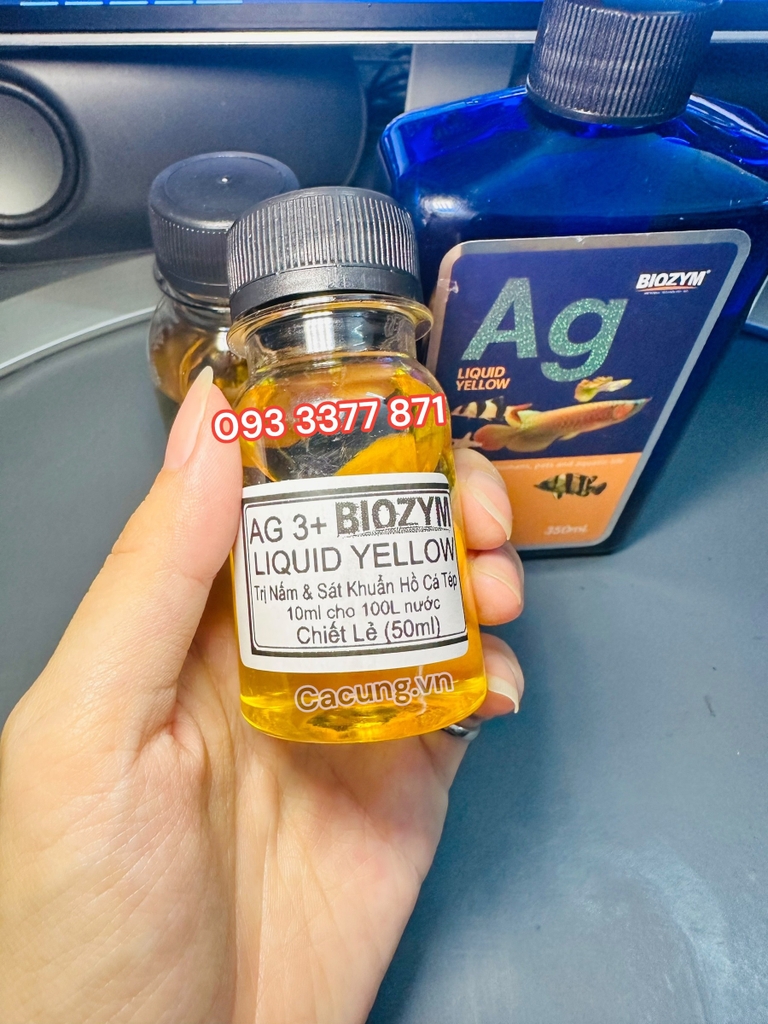 093 3377 871
AG 3+ BIOZYM
LIQUID YELLOW
Trị Nấm & Sát Khuẩn Hồ Cá Tép
10ml cho 100L nước
Chiết Lẻ (50ml)
Cacung.vn
BIOZYM
Ag
LIQUID
YELLOW
350mL